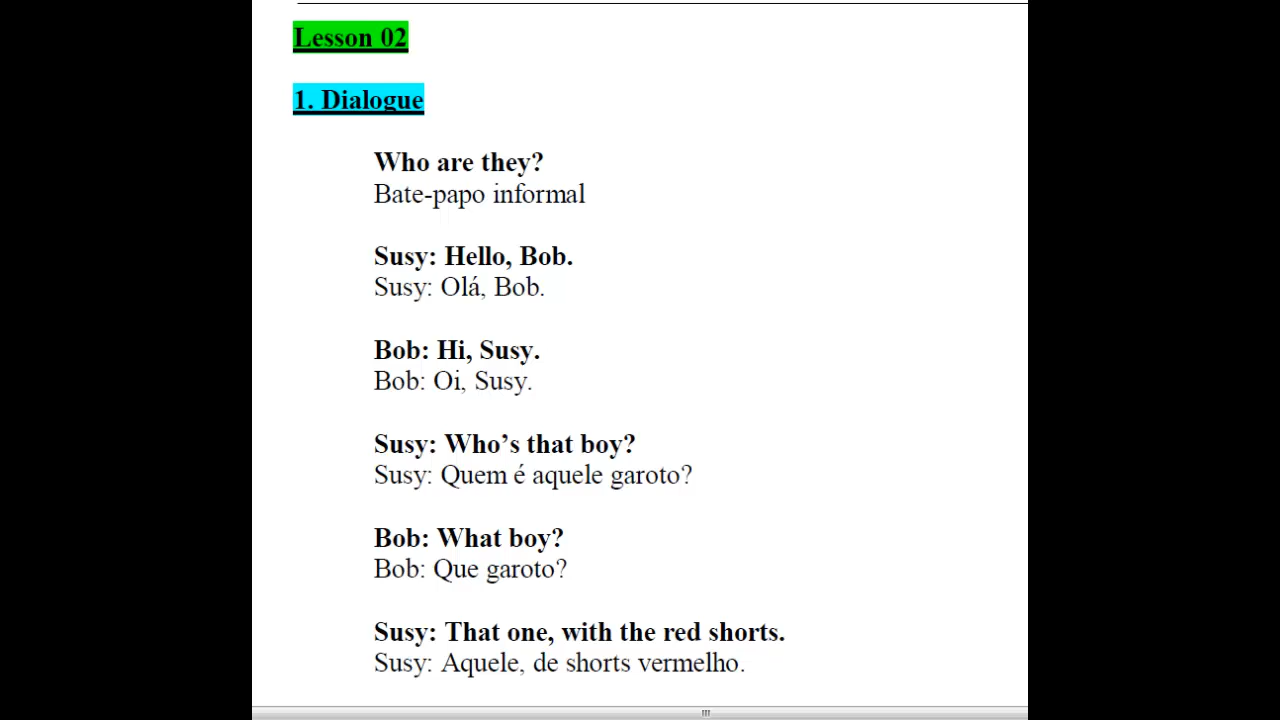 Lesson 02
1. Dialogue
Who are they?
Bate-papo informal
Susy: Hello, Bob.
Susy: Olá, Bob.
Bob: Hi, Susy.
Bob: Oi, Susy.
Susy: Who’s that boy?
Susy: Quem é aquele garoto?
Bob: What boy?
Bob: Que garoto?
Susy: That one, with the red shorts.
Susy: Aquele, de shorts vermelho.